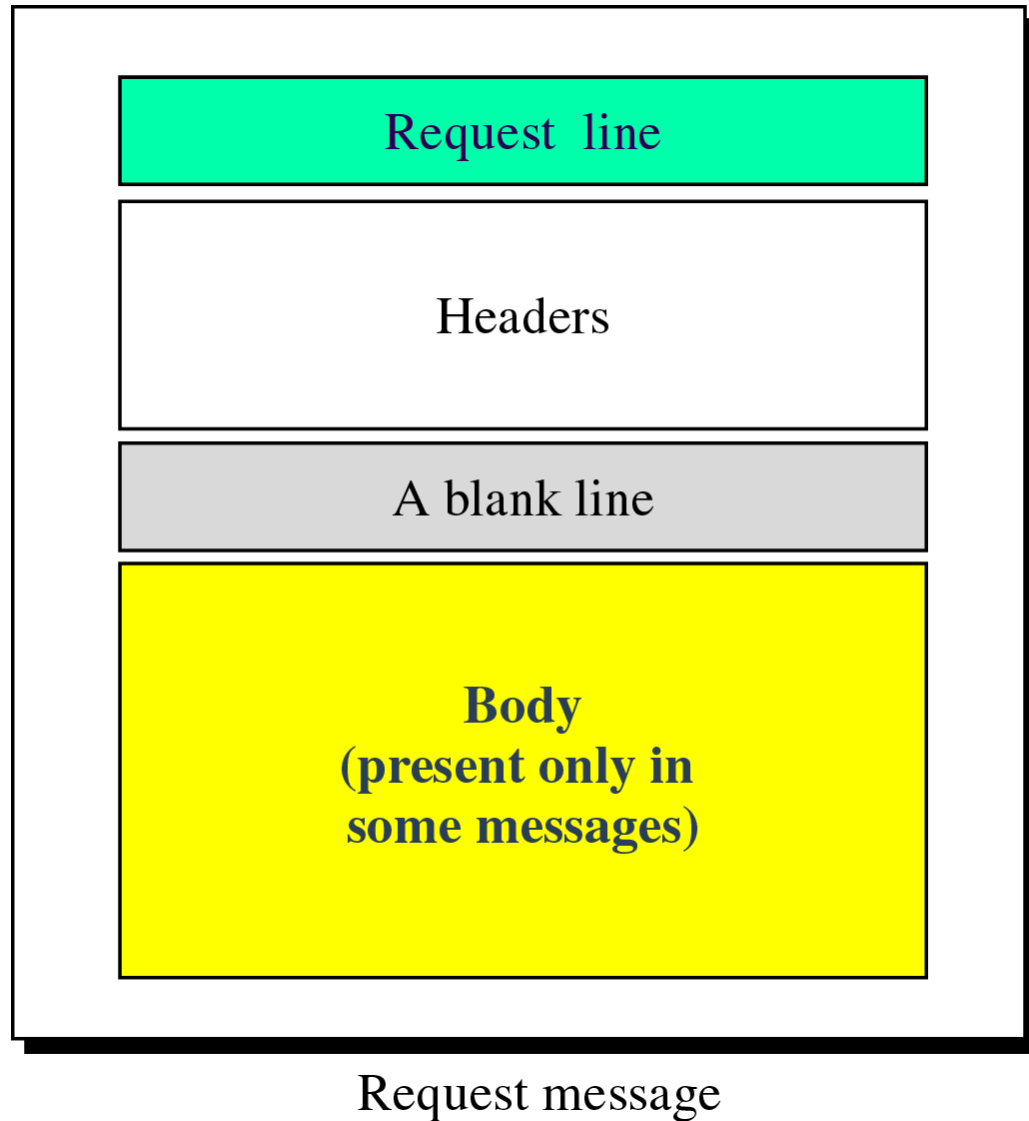 Request line
Headers
A blank line
Body
(present only in
some messages)
Request message